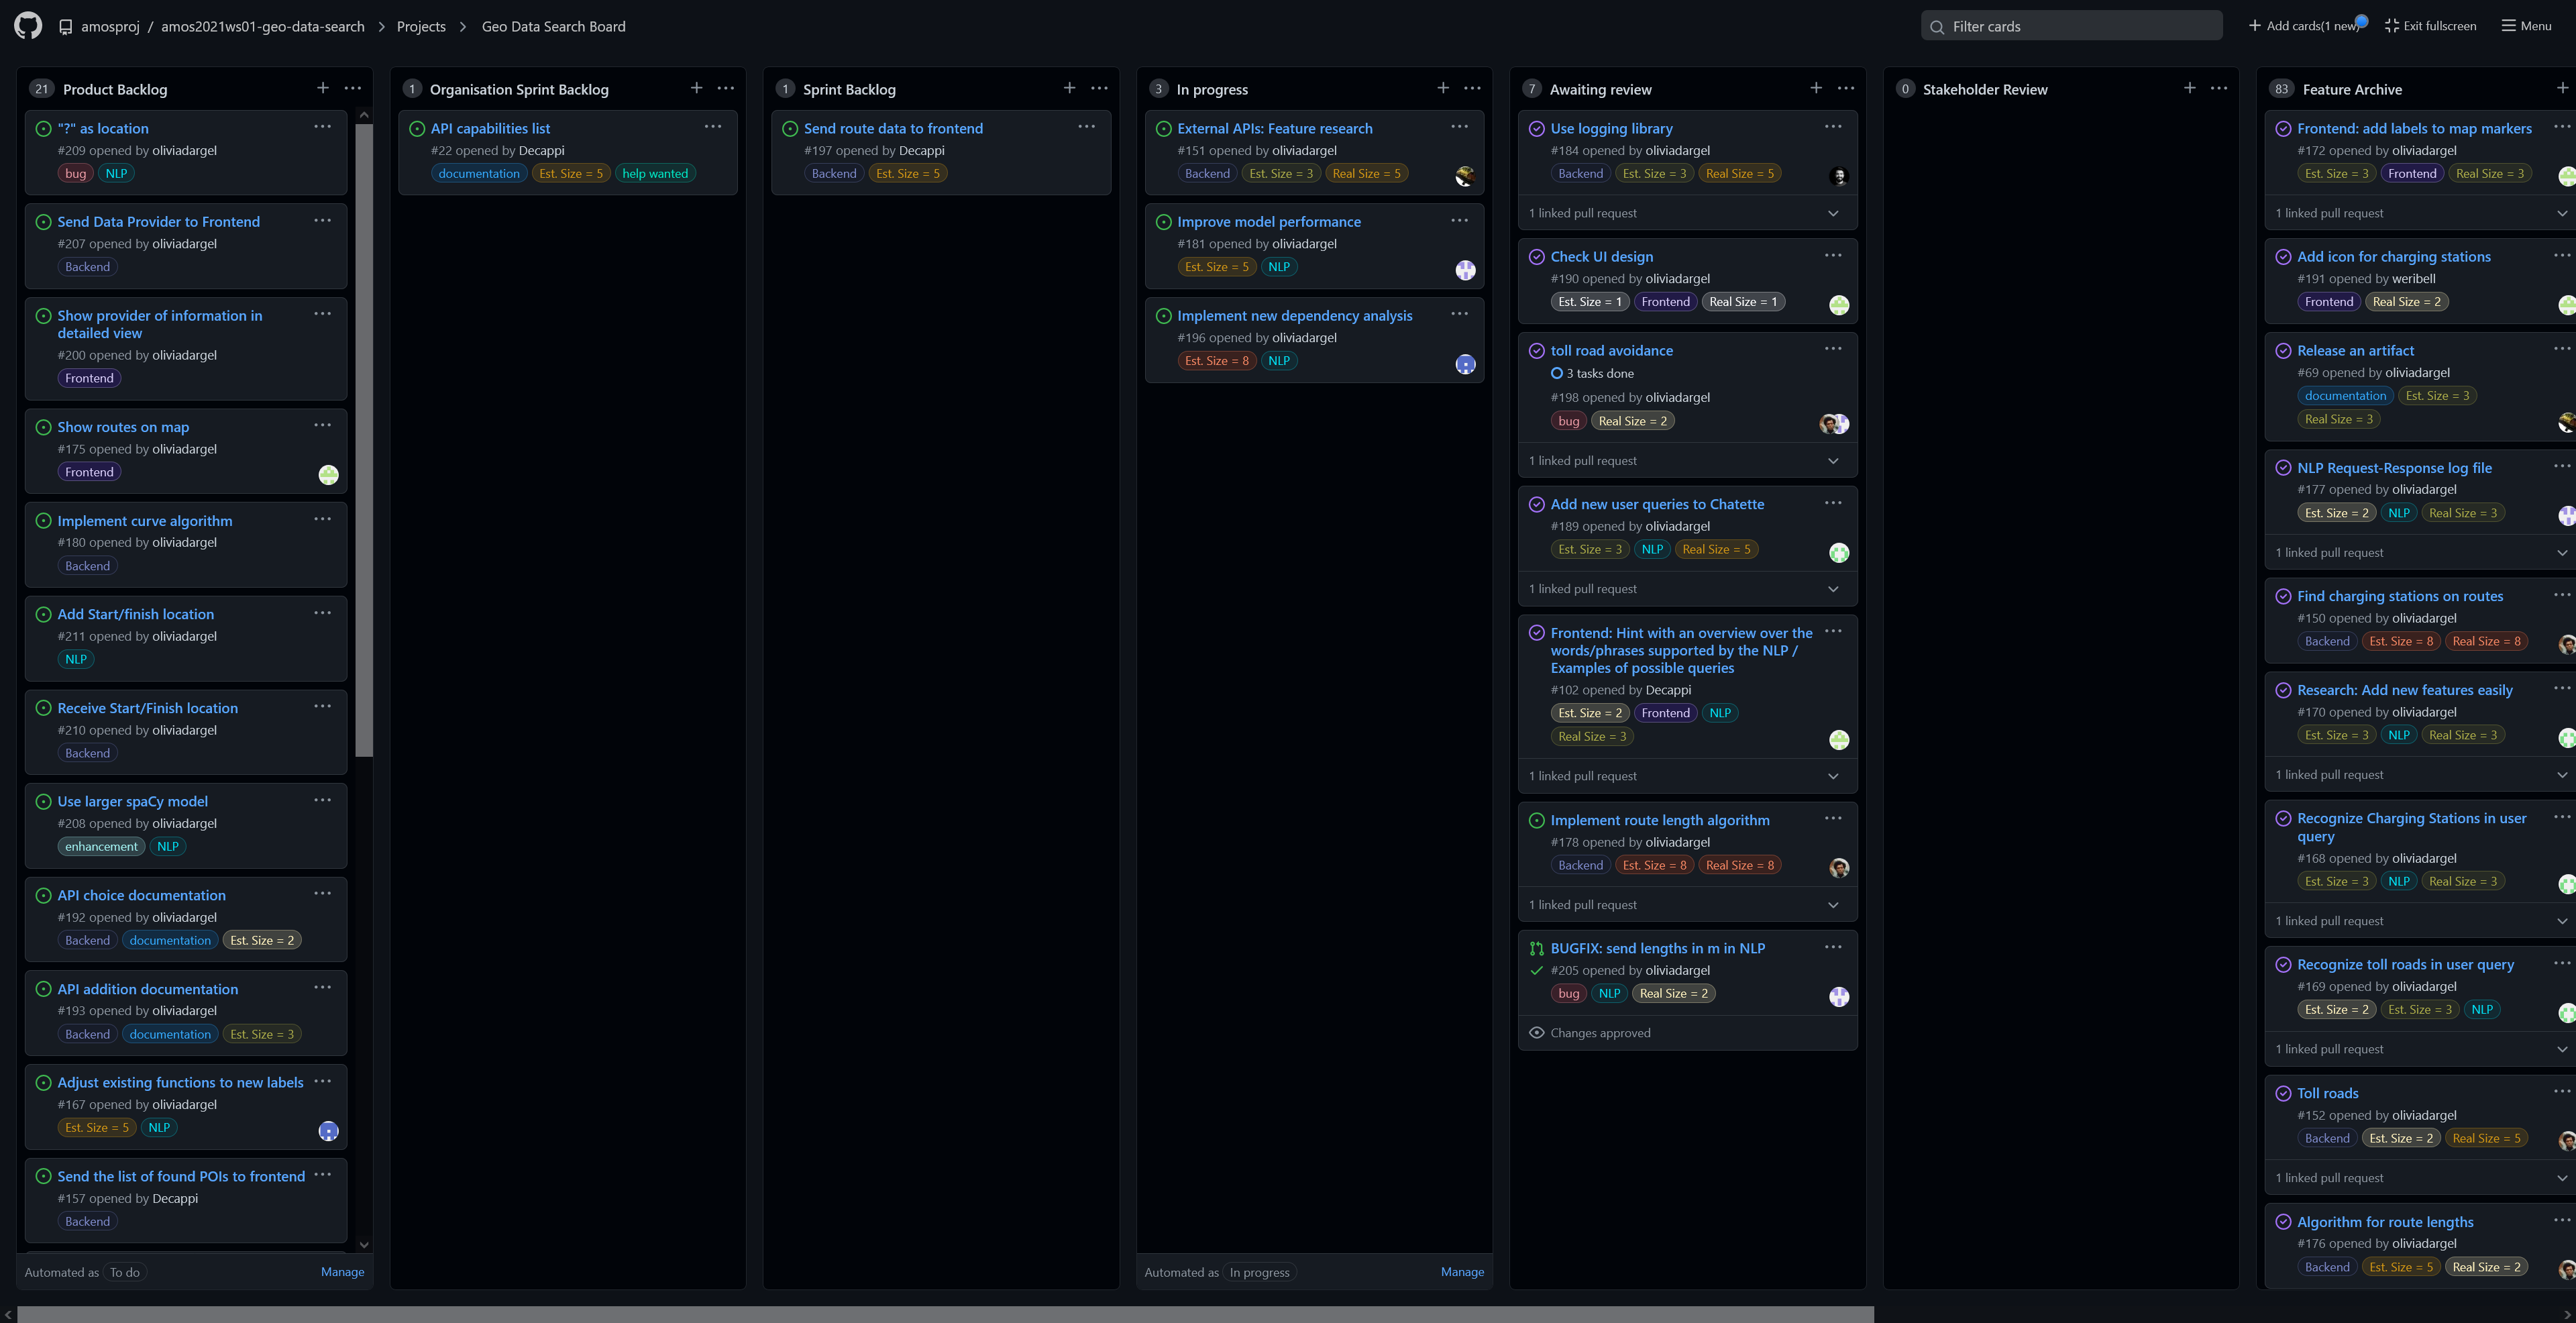 amosproj / amos2021ws01-geo-data-search > Projects > Geo Data Search Board
Filter cards
Add cards(1 new)
Exit fullscreen
Menu
21 Product Backlog
"?" as location
#209 opened by oliviadargel
bug NLP
Send Data Provider to Frontend
#207 opened by oliviadargel
Backend
Show provider of information in
detailed view
#200 opened by oliviadargel
Frontend
Show routes on map
#175 opened by oliviadargel
Frontend
Implement curve algorithm
#180 opened by oliviadargel
Backend
Add Start/finish location
#211 opened by oliviadargel
NLP
Receive Start/Finish location
#210 opened by oliviadargel
Backend
Use larger spaCy model
#208 opened by oliviadargel
enhancement NLP
API choice documentation
#192 opened by oliviadargel
Backend documentation Est. Size = 2
API addition documentation
#193 opened by oliviadargel
Backend documentation Est. Size = 3
Adjust existing functions to new labels
#167 opened by oliviadargel
Est. Size = 5 NLP
Send the list of found POIs to frontend
#157 opened by Decappi
Backend
Automated as To do Manage
1 Organisation Sprint Backlog
API capabilities list
#22 opened by Decappi
documentation Est. Size = 5 help wanted
1 Sprint Backlog
Send route data to frontend
#197 opened by Decappi
Backend Est. Size = 5
3 In progress
External APIs: Feature research
#151 opened by oliviadargel
Backend Est. Size = 3 Real Size = 5
Improve model performance
#181 opened by oliviadargel
Est. Size = 5 NLP
Implement new dependency analysis
#196 opened by oliviadargel
Est. Size = 8 NLP
Automated as In progress Manage
7 Awaiting review
Use logging library
#184 opened by oliviadargel
Backend Est. Size = 3 Real Size = 5
1 linked pull request
Check UI design
#190 opened by oliviadargel
Est. Size = 1 Frontend Real Size = 1
toll road avoidance
3 tasks done
#198 opened by oliviadargel
bug Real Size = 2
1 linked pull request
Add new user queries to Chatette
#189 opened by oliviadargel
Est. Size = 3 NLP Real Size = 5
1 linked pull request
Frontend: Hint with an overview over the
words/phrases supported by the NLP /
Examples of possible queries
#102 opened by Decappi
Est. Size = 2 Frontend NLP
Real Size = 3
1 linked pull request
Implement route length algorithm
#178 opened by oliviadargel
Backend Est. Size = 8 Real Size = 8
1 linked pull request
BUGFIX: send lengths in m in NLP
#205 opened by oliviadargel
bug NLP Real Size = 2
Changes approved
0 Stakeholder Review
83 Feature Archive
Frontend: add labels to map markers
#172 opened by oliviadargel
Est. Size = 3 Frontend Real Size = 3
1 linked pull request
Add icon for charging stations
#191 opened by weribell
Frontend Real Size = 2
Release an artifact
#69 opened by oliviadargel
documentation Est. Size = 3
Real Size = 3
NLP Request-Response log file
#177 opened by oliviadargel
Est. Size = 2 NLP Real Size = 3
1 linked pull request
Find charging stations on routes
#150 opened by oliviadargel
Backend Est. Size = 8 Real Size = 8
Research: Add new features easily
#170 opened by oliviadargel
Est. Size = 3 NLP Real Size = 3
1 linked pull request
Recognize Charging Stations in user
query
#168 opened by oliviadargel
Est. Size = 3 NLP Real Size = 3
1 linked pull request
Recognize toll roads in user query
#169 opened by oliviadargel
Est. Size = 2 Est. Size = 3 NLP
1 linked pull request
Toll roads
#152 opened by oliviadargel
Backend Est. Size = 2 Real Size = 5
1 linked pull request
Algorithm for route lengths
#176 opened by oliviadargel
Backend Est. Size = 5 Real Size = 2